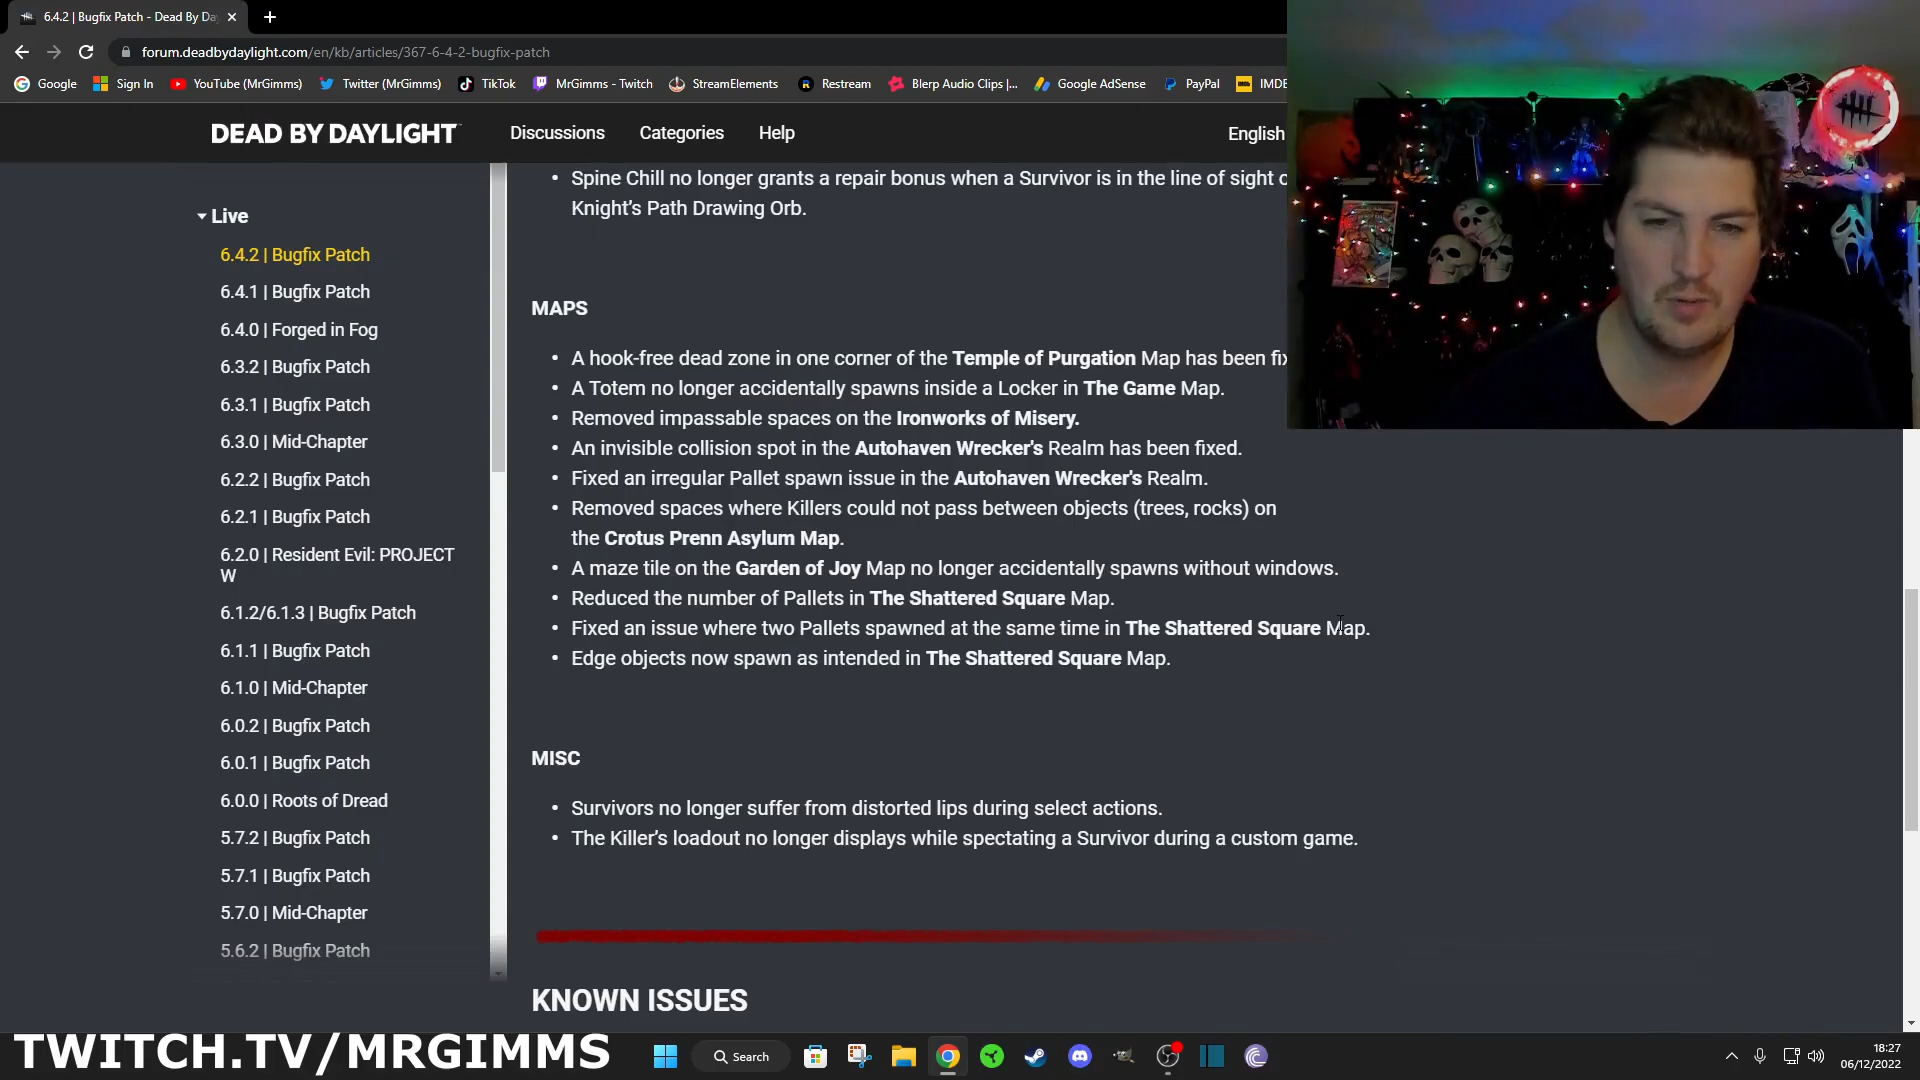 6.4.2 | Bugfix Patch - Dead By Da
forum.deadbydaylight.com/en/kb/articles/367-6-4-2-bugfix-patch
Google Sign In YouTube (MrGimms) Twitter (MrGimms) TikTok MrGimms - Twitch StreamElements Restream Blerp Audio Clips |... Google AdSense PayPal IMDB
DEAD BY DAYLIGHT Discussions Categories Help English
Live
6.4.2 | Bugfix Patch
6.4.1 | Bugfix Patch
6.4.0 | Forged in Fog
6.3.2 | Bugfix Patch
6.3.1 | Bugfix Patch
6.3.0 | Mid-Chapter
6.2.2 | Bugfix Patch
6.2.1 | Bugfix Patch
6.2.0 | Resident Evil: PROJECT
W
6.1.2/6.1.3 | Bugfix Patch
6.1.1 | Bugfix Patch
6.1.0 | Mid-Chapter
6.0.2 | Bugfix Patch
6.0.1 | Bugfix Patch
6.0.0 | Roots of Dread
5.7.2 | Bugfix Patch
5.7.1 | Bugfix Patch
5.7.0 | Mid-Chapter
5.6.2 | Bugfix Patch
• Spine Chill no longer grants a repair bonus when a Survivor is in the line of sight
Knight's Path Drawing Orb.
MAPS
• A hook-free dead zone in one corner of the Temple of Purgation Map has been fix
• A Totem no longer accidentally spawns inside a Locker in The Game Map.
• Removed impassable spaces on the Ironworks of Misery.
• An invisible collision spot in the Autohaven Wrecker's Realm has been fixed.
• Fixed an irregular Pallet spawn issue in the Autohaven Wrecker's Realm.
• Removed spaces where Killers could not pass between objects (trees, rocks) on
the Crotus Prenn Asylum Map.
• A maze tile on the Garden of Joy Map no longer accidentally spawns without windows.
• Reduced the number of Pallets in The Shattered Square Map.
• Fixed an issue where two Pallets spawned at the same time in The Shattered Square Map.
• Edge objects now spawn as intended in The Shattered Square Map.
MISC
• Survivors no longer suffer from distorted lips during select actions.
• The Killer's loadout no longer displays while spectating a Survivor during a custom game.
KNOWN ISSUES
TWITCH.TV/MRGIMMS
Search
18:27
06/12/2022